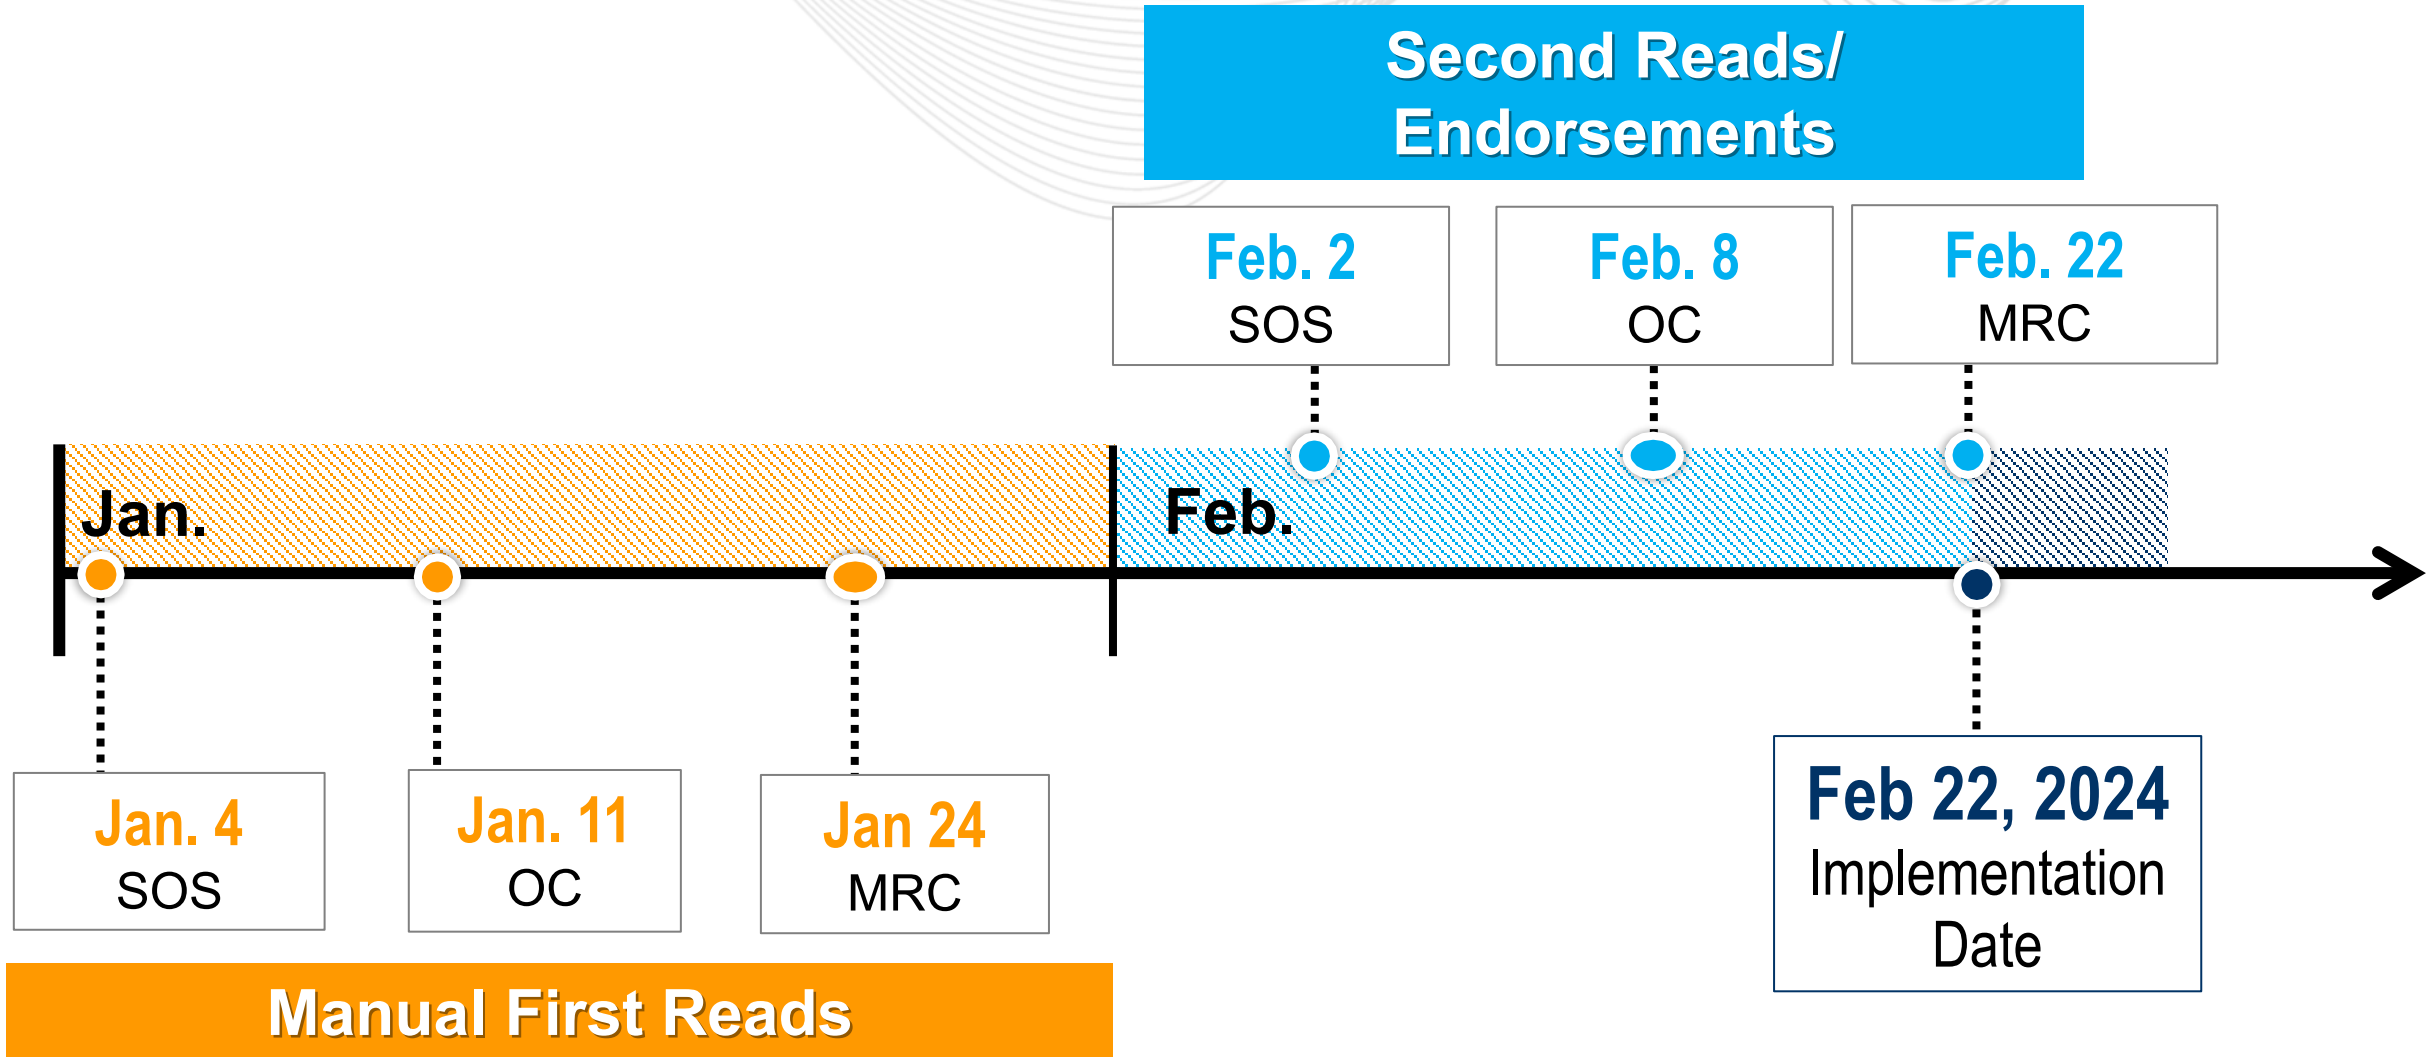 Second Reads/
Endorsements
Feb. 2
SOS
Feb. 8
OC
Feb. 22
MRC
Jan.
Feb.
Jan. 4
SOS
Jan. 11
OC
Jan 24
MRC
Feb 22, 2024
Implementation
Date
Manual First Reads